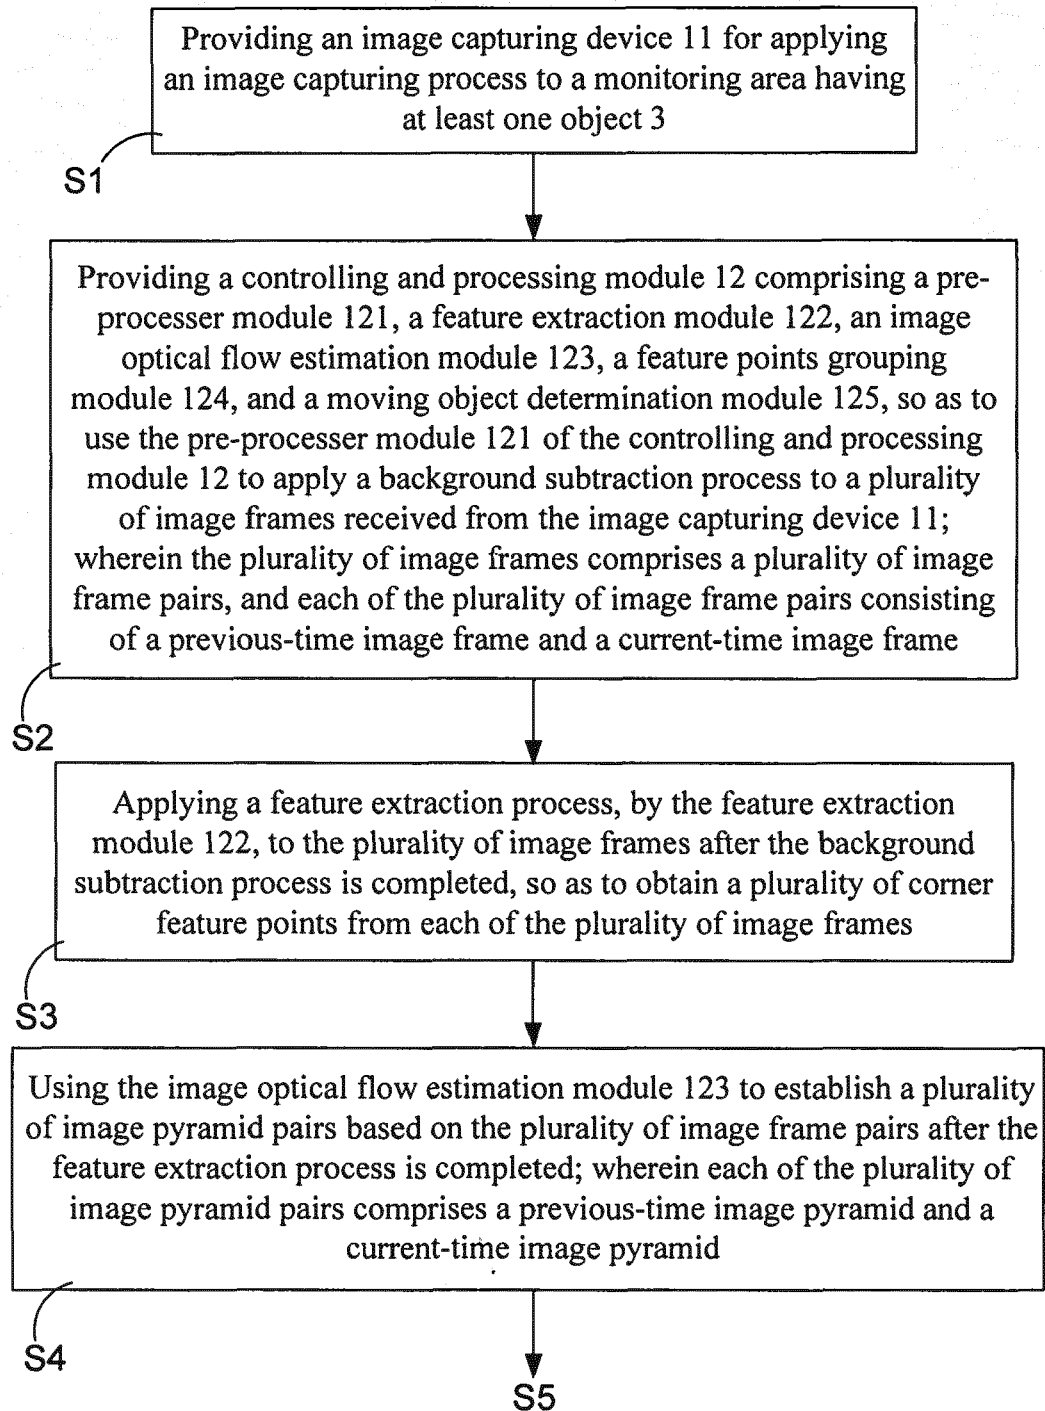 Providing an image capturing device 11 for applying
an image capturing process to a monitoring area having
at least one object 3
S1
Providing a controlling and processing module 12 comprising a pre-
processer module 121, a feature extraction module 122, an image
optical flow estimation module 123, a feature points grouping
module 124, and a moving object determination module 125, so as to
use the pre-processer module 121 of the controlling and processing
module 12 to apply a background subtraction process to a plurality
of image frames received from the image capturing device 11;
wherein the plurality of image frames comprises a plurality of image
frame pairs, and each of the plurality of image frame pairs consisting
of a previous-time image frame and a current-time image frame
S2
Applying a feature extraction process, by the feature extraction
module 122, to the plurality of image frames after the background
subtraction process is completed, so as to obtain a plurality of corner
feature points from each of the plurality of image frames
S3
Using the image optical flow estimation module 123 to establish a plurality
of image pyramid pairs based on the plurality of image frame pairs after the
feature extraction process is completed; wherein each of the plurality of
image pyramid pairs comprises a previous-time image pyramid and a
current-time image pyramid
S4
S5